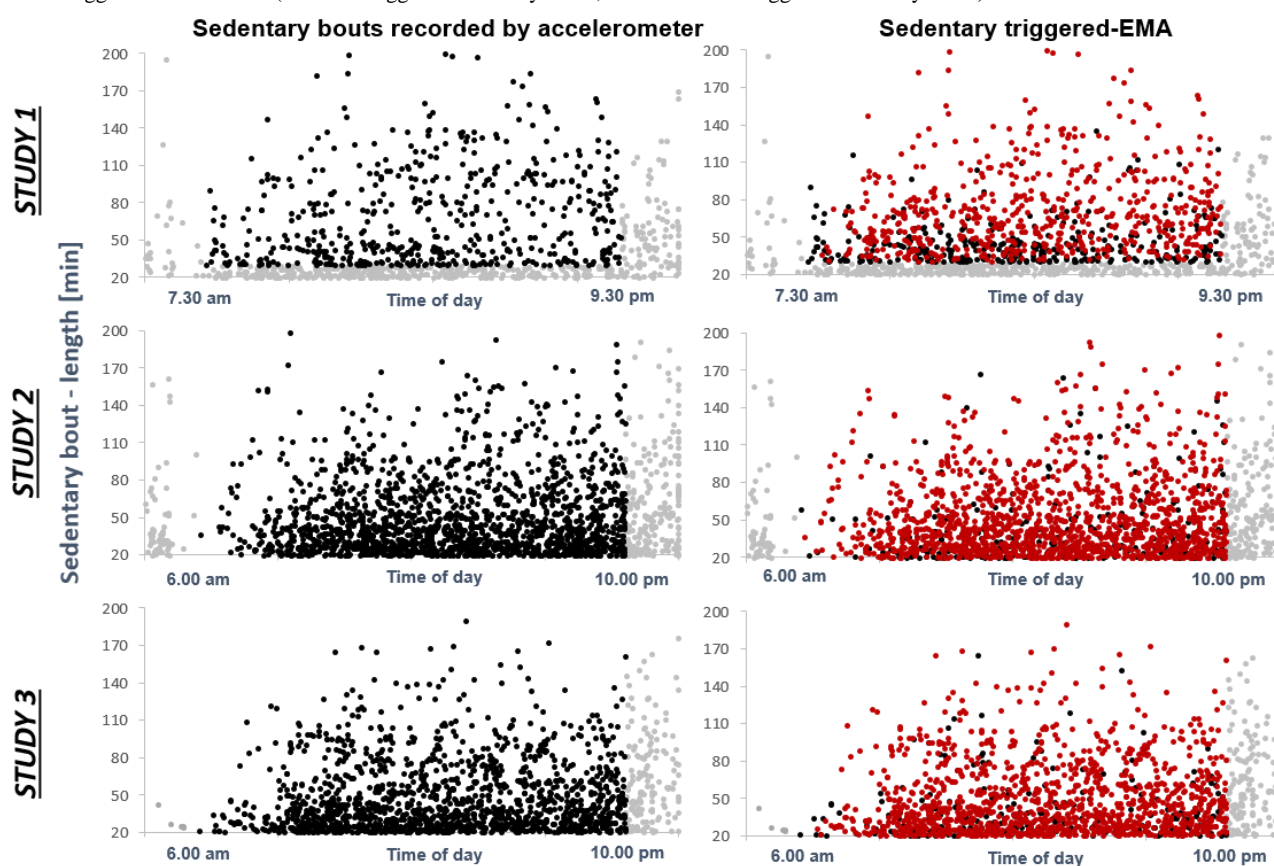 Sedentary bouts recorded by accelerometer
Sedentary triggered-EMA
STUDY 1
STUDY 2
STUDY 3
Sedentary bout - length [min]
200
170
140
110
80
50
20
7.30 am
Time of day
9.30 pm
200
170
140
110
80
50
20
7.30 am
Time of day
9.30 pm
200
170
140
110
80
50
20
6.00 am
Time of day
10.00 pm
200
170
140
110
80
50
20
6.00 am
Time of day
10.00 pm
200
170
140
110
80
50
20
6.00 am
Time of day
10.00 pm
200
170
140
110
80
50
20
6.00 am
Time of day
10.00 pm